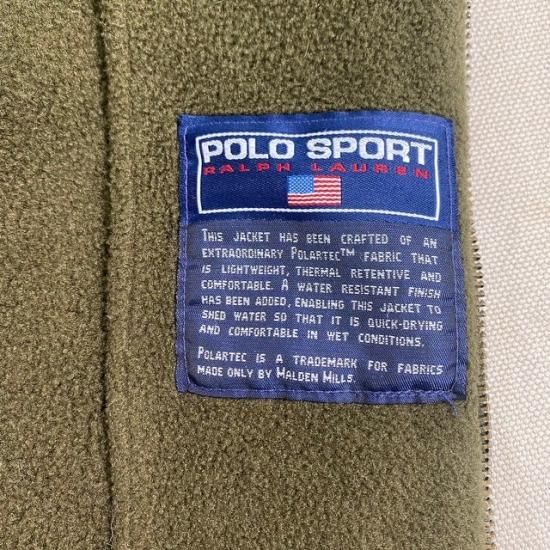 POLO SPORT
RALPH LAUREN
THIS JACKET HAS BEEN CRAFTED OF AN
EXTRAORDINARY POLARTEC™ FABRIC THAT
IS LIGHTWEIGHT, THERMAL RETENTIVE AND
COMFORTABLE. A WATER RESISTANT FINISH
HAS BEEN ADDED, ENABLING THIS JACKET TO
SHED WATER SO THAT IT IS QUICK-DRYING
AND COMFORTABLE IN WET CONDITIONS.
POLARTEC IS A TRADEMARK FOR FABRICS
MADE ONLY BY MALDEN MILLS.